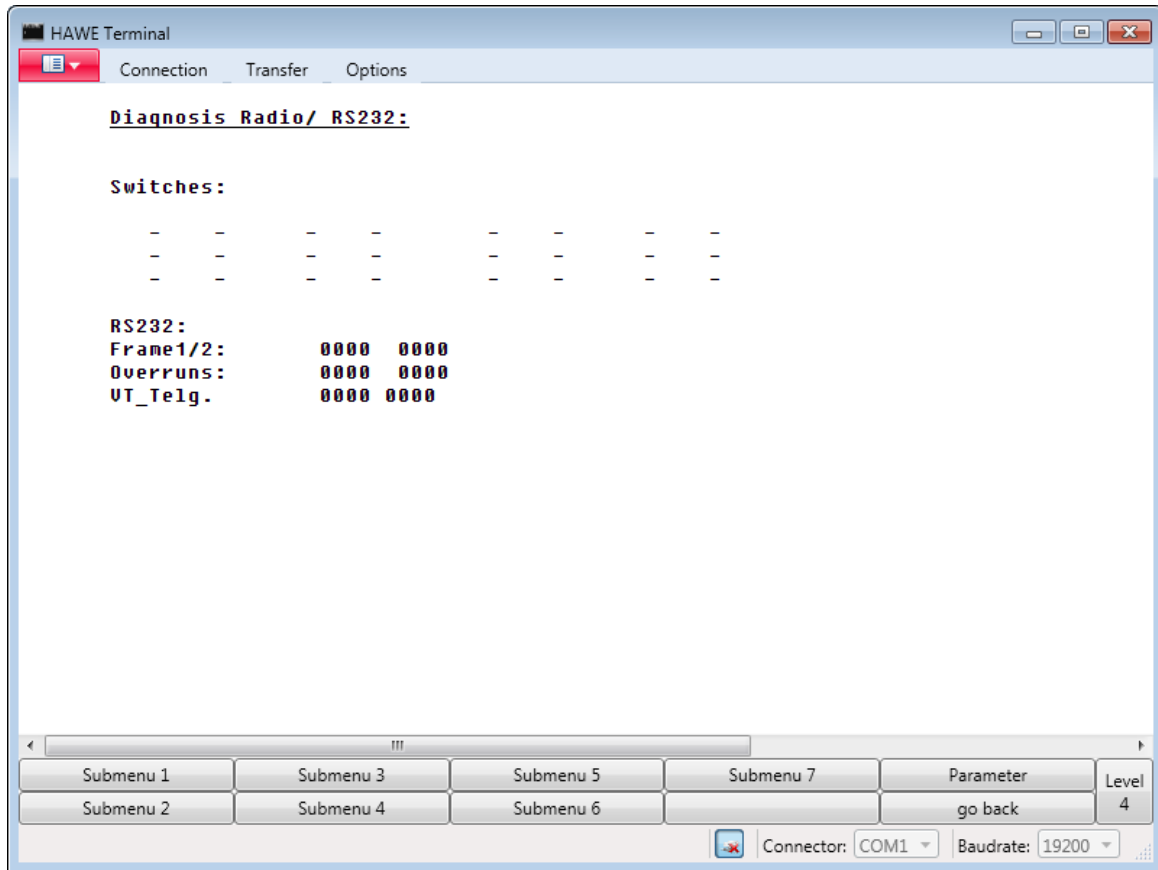 HAWE Terminal
Connection Transfer Options
Diagnosis Radio/ RS232:
Switches:
- - - - - - - -
- - - - - - - -
- - - - - - - -
RS232:
Frame1/2: 0000 0000
Overruns: 0000 0000
VT_Telg. 0000 0000
Submenu 1 Submenu 3 Submenu 5 Submenu 7 Parameter Level
Submenu 2 Submenu 4 Submenu 6 go back 4
Connector: COM1 Baudrate: 19200